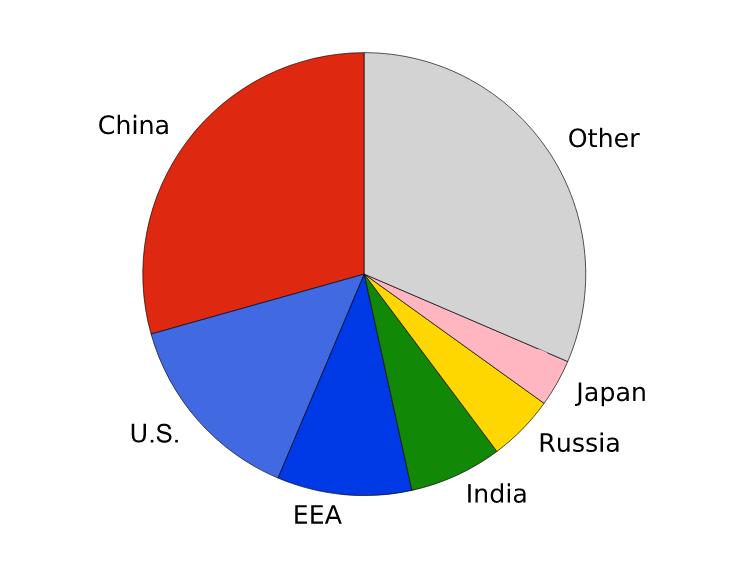 China
Other
Japan
U.S.
Russia
India
EEA